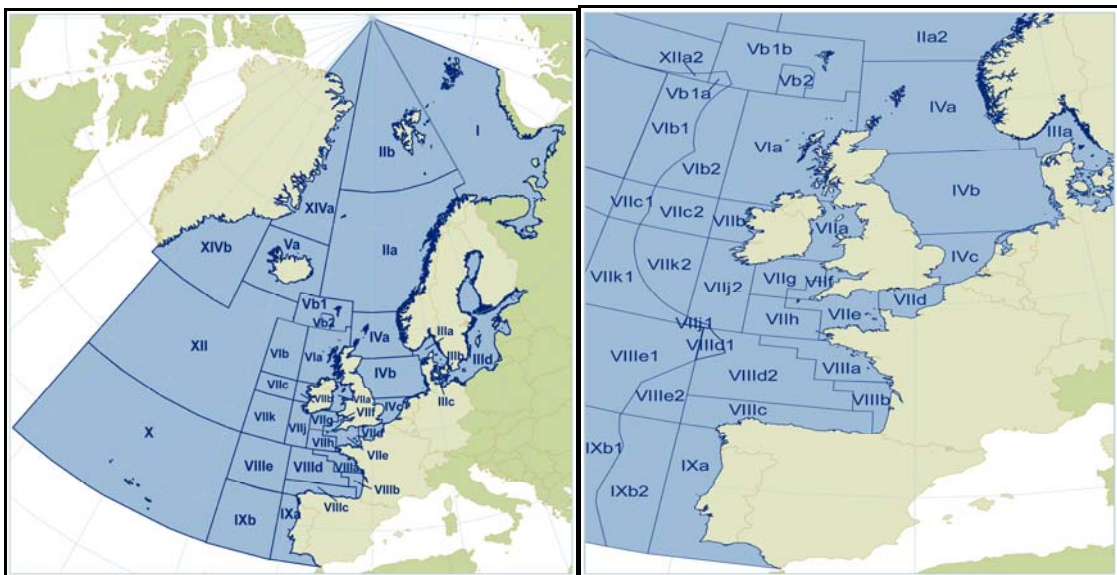 I
IIb
XIVa
XIVb
Va
IIa
Vb1
Vb2
XII
VIb
VIa
IVa
IIIa
IIIb
IIId
IVb
IIIc
VIIc
VIIb
VIIa
IVc
VIIf
VIIk
VIIj
VIIg
VIId
VIIh
VIIe
X
VIIIe
VIIId
VIIIa
VIIIb
VIIIc
IXb
IXa
XIIa2
Vb1b
IIa2
Vb2
Vb1a
VIb1
VIa
IVa
IIIa
VIb2
IVb
VIIc1
VIIc2
VIIb
VIIa
IVc
VIIk1
VIIk2
VIIj2
VIIg
VIIf
VIId
VIIe
VIIh
VIIj1
VIIId1
VIIIe1
VIIId2
VIIIa
VIIIe2
VIIIb
VIIIc
IXb1
IXa
IXb2